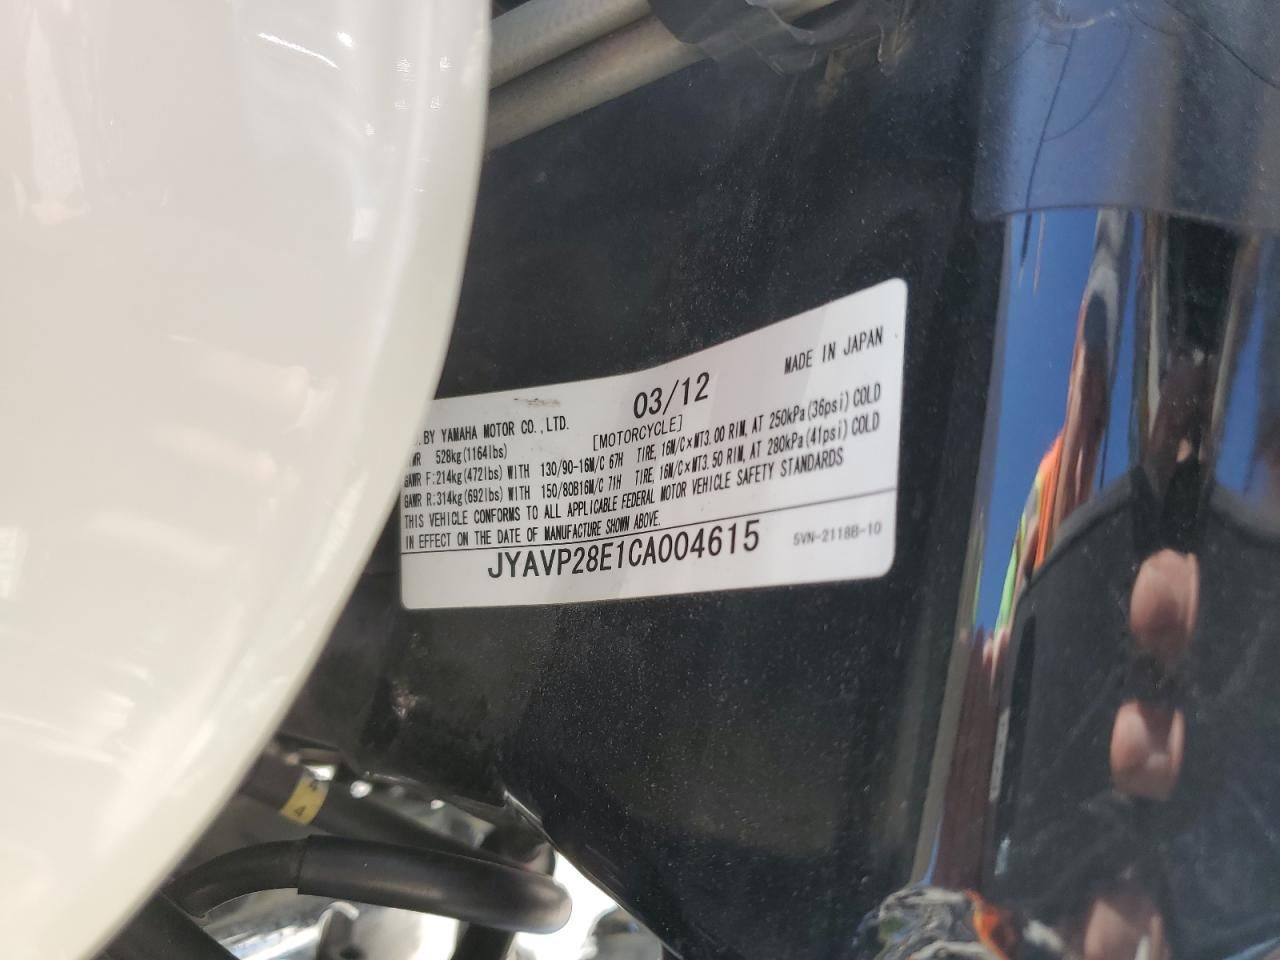 BY YAMAHA MOTOR CO.,LTD. 03/12 MADE IN JAPAN
528kg(1164lbs) [MOTORCYCLE]
GAWR F:214kg(472lbs) WITH 130/90-16M/C 67H TIRE, 16M/C×MT3.00 RIM, AT 250kPa(36psi) COLD
GAWR R:314kg(692lbs) WITH 150/80B16M/C 71H TIRE, 16M/C×MT3.50 RIM, AT 280kPa(41psi) COLD
THIS VEHICLE CONFORMS TO ALL APPLICABLE FEDERAL MOTOR VEHICLE SAFETY STANDARDS
IN EFFECT ON THE DATE OF MANUFACTURE SHOWN ABOVE.
JYAVP28E1CA004615 5VN-2118B-10
4 4